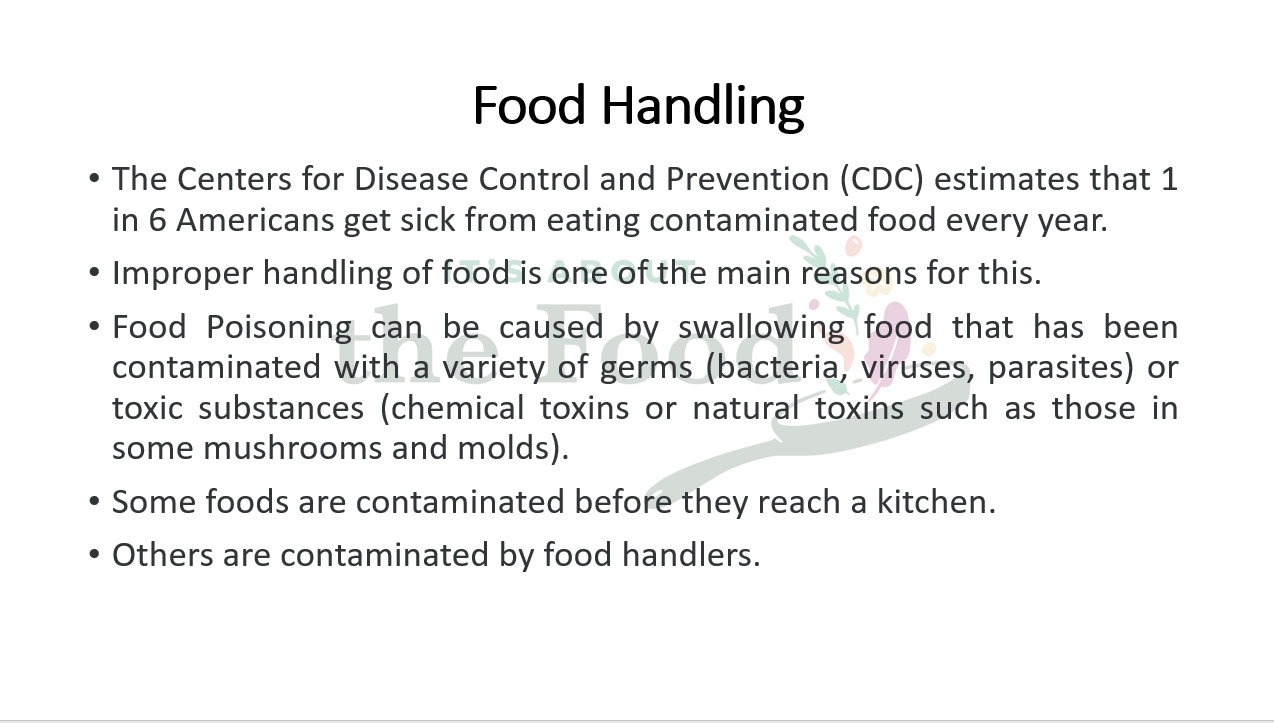 Food Handling
• The Centers for Disease Control and Prevention (CDC) estimates that 1
in 6 Americans get sick from eating contaminated food every year.
IT'S ABOUT
• Improper handling of food is one of the main reasons for this.
the Food
• Food Poisoning can be caused by swallowing food that has been
contaminated with a variety of germs (bacteria, viruses, parasites) or
toxic substances (chemical toxins or natural toxins such as those in
some mushrooms and molds).
• Some foods are contaminated before they reach a kitchen.
• Others are contaminated by food handlers.